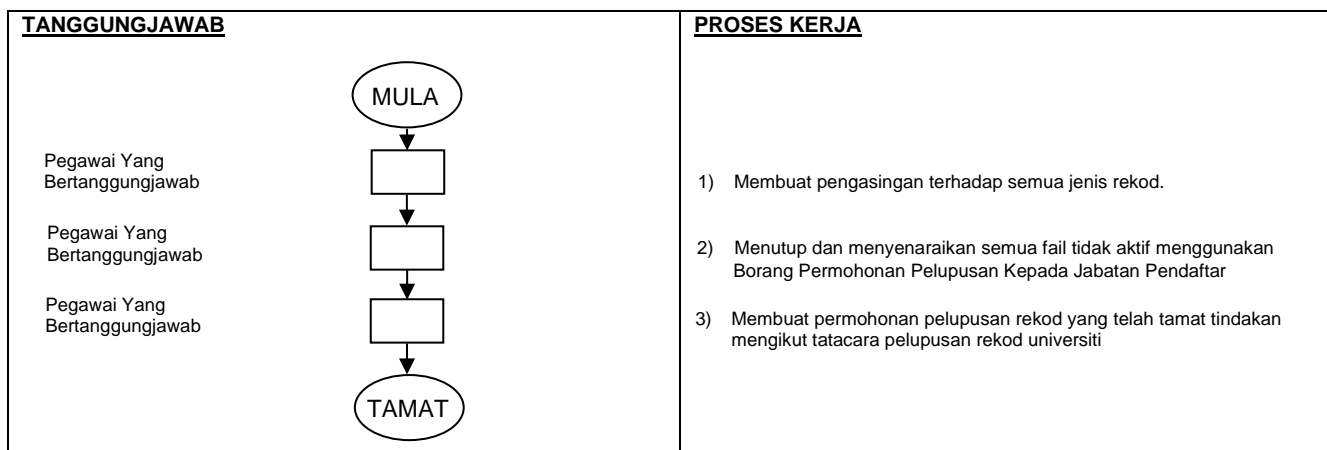 TANGGUNGJAWAB
PROSES KERJA
MULA
Pegawai Yang
Bertanggungjawab
1) Membuat pengasingan terhadap semua jenis rekod.
Pegawai Yang
Bertanggungjawab
2) Menutup dan menyenaraikan semua fail tidak aktif menggunakan
Borang Permohonan Pelupusan Kepada Jabatan Pendaftar
Pegawai Yang
Bertanggungjawab
3) Membuat permohonan pelupusan rekod yang telah tamat tindakan
mengikut tatacara pelupusan rekod universiti
TAMAT